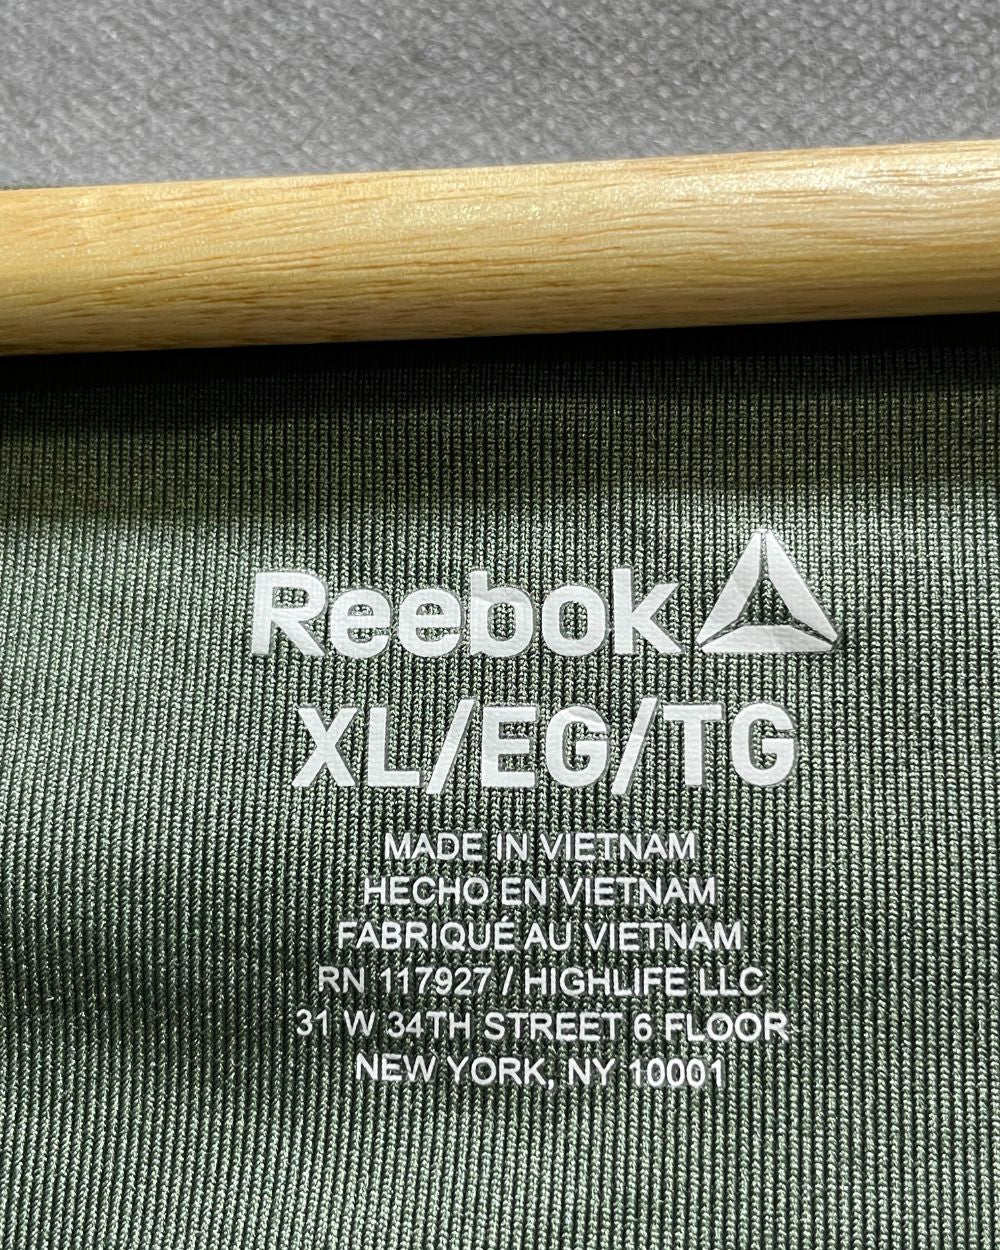 Reebok
XL/EG/TG
MADE IN VIETNAM
HECHO EN VIETNAM
FABRIQUÉ AU VIETNAM
RN 117927 / HIGHLIFE LLC
31 W 34TH STREET 6 FLOOR
NEW YORK, NY 10001